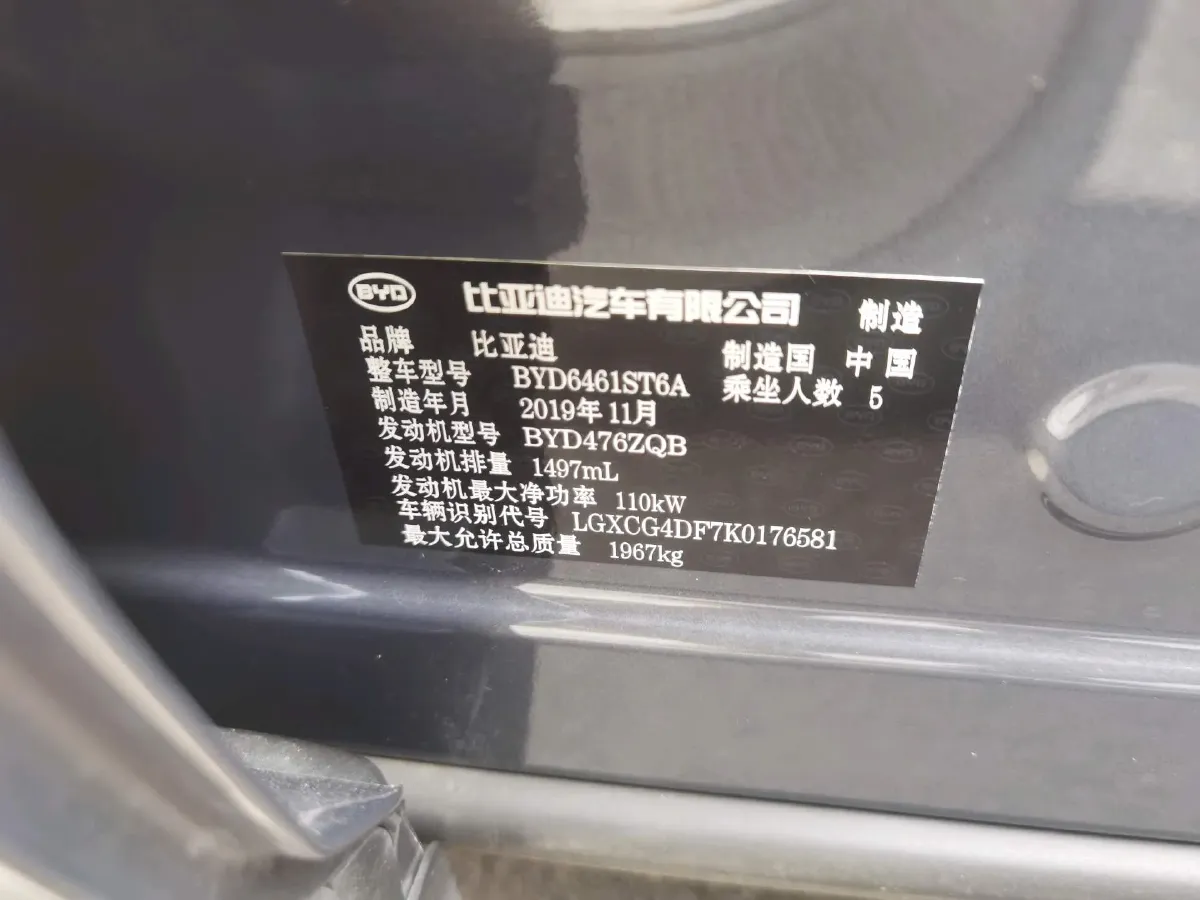 BYD 比亚迪汽车有限公司 制造
品牌 比亚迪 制造国 中国
整车型号 BYD6461ST6A 乘坐人数 5
制造年月 2019年11月
发动机型号 BYD476ZQB
发动机排量 1497mL
发动机最大净功率 110kW
车辆识别代号 LGXCG4DF7K0176581
最大允许总质量 1967kg